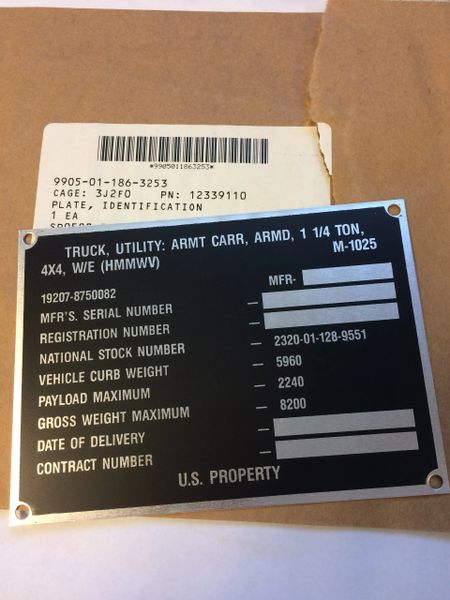 *9905011863253*
9905-01-186-3253
CAGE: 3J2F0 PN: 12339110
PLATE, IDENTIFICATION
1 EA
TRUCK, UTILITY: ARMT CARR, ARMD, 1 1/4 TON,
4X4, W/E (HMMWV) M-1025
19207-8750082 MFR-
MFR'S. SERIAL NUMBER –
REGISTRATION NUMBER –
NATIONAL STOCK NUMBER – 2320-01-128-9551
VEHICLE CURB WEIGHT – 5960
PAYLOAD MAXIMUM – 2240
GROSS WEIGHT MAXIMUM – 8200
DATE OF DELIVERY –
CONTRACT NUMBER –
U.S. PROPERTY